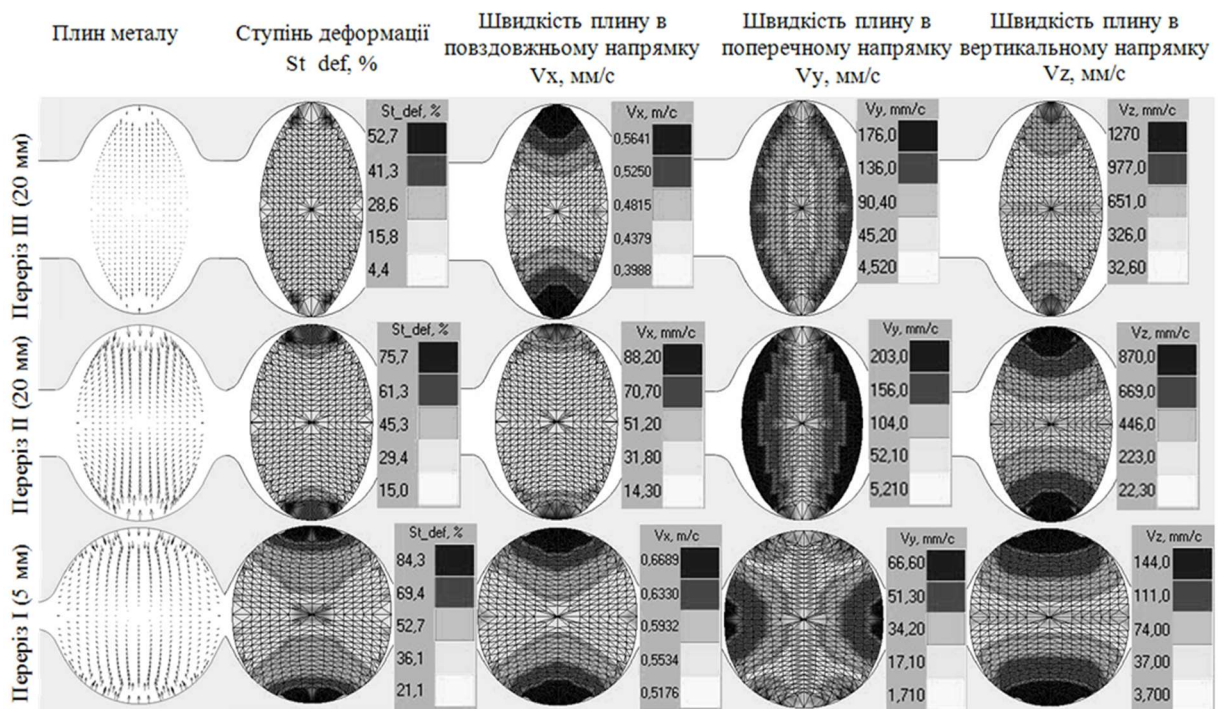 Плин металу
Ступінь деформації
St def, %
Швидкість плину в
повздовжньому напрямку
Vx, мм/с
Швидкість плину в
поперечному напрямку
Vy, мм/с
Швидкість плину в
вертикальному напрямку
Vz, мм/с
Переріз III (20 мм)
St_def, %
52,7
41,3
28,6
15,8
4,4
Vx, m/c
0,5641
0,5250
0,4815
0,4379
0,3988
Vy, mm/c
176,0
136,0
90,40
45,20
4,520
Vz, mm/c
1270
977,0
651,0
326,0
32,60
Переріз II (20 мм)
St_def, %
75,7
61,3
45,3
29,4
15,0
Vx, mm/c
88,20
70,70
51,20
31,80
14,30
Vy, mm/c
203,0
156,0
104,0
52,10
5,210
Vz, mm/c
870,0
669,0
446,0
223,0
22,30
Переріз I (5 мм)
St_def, %
84,3
69,4
52,7
36,1
21,1
Vx, m/c
0,6689
0,6330
0,5932
0,5534
0,5176
Vy, mm/c
66,60
51,30
34,20
17,10
1,710
Vz, mm/c
144,0
111,0
74,00
37,00
3,700